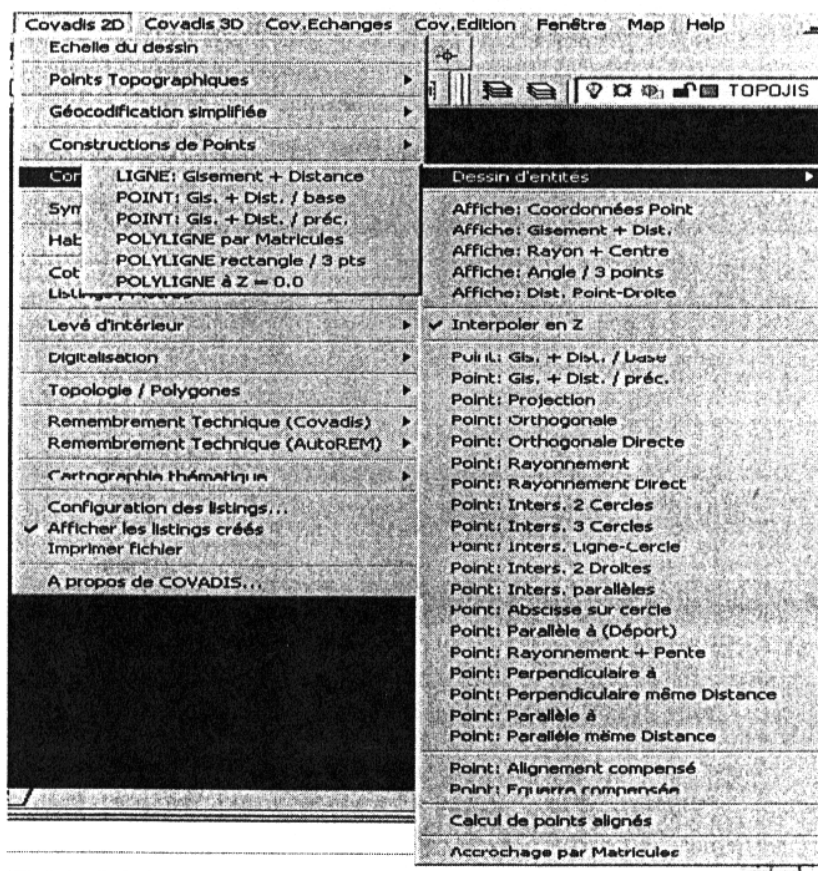 Covadis 2D Covadis 3D Cov.Echanges Cov.Edition Fenêtre Map Help
Echelle du dessin
Points Topographiques
Géocodification simplifiée
Constructions de Points
Con
Sym
Hab
Cot
Listings / Métrés
Levé d'intérieur
Digitalisation
Topologie / Polygones
Remembrement Technique (Covadis)
Remembrement Technique (AutoREM)
Cartographie thématique
Configuration des listings...
Afficher les listings créés
Imprimer fichier
A propos de COVADIS...
LIGNE: Gisement + Distance
POINT: Gis. + Dist. / base
POINT: Gis. + Dist. / préc.
POLYLIGNE par Matricules
POLYLIGNE rectangle / 3 pts
POLYLIGNE à Z = 0.0
TOPOJIS
Dessin d'entités
Affiche: Coordonnées Point
Affiche: Gisement + Dist.
Affiche: Rayon + Centre
Affiche: Angle / 3 points
Affiche: Dist. Point-Droite
Interpoler en Z
Point: Gis. + Dist. / base
Point: Gis. + Dist. / préc.
Point: Projection
Point: Orthogonale
Point: Orthogonale Directe
Point: Rayonnement
Point: Rayonnement Direct
Point: Inters. 2 Cercles
Point: Inters. 3 Cercles
Point: Inters. Ligne-Cercle
Point: Inters. 2 Droites
Point: Inters. parallèles
Point: Abscisse sur cercle
Point: Parallèle à (Déport)
Point: Rayonnement + Pente
Point: Perpendiculaire à
Point: Perpendiculaire même Distance
Point: Parallèle à
Point: Parallèle même Distance
Point: Alignement compensé
Point: Equerre compensée
Calcul de points alignés
Accrochage par Matricules